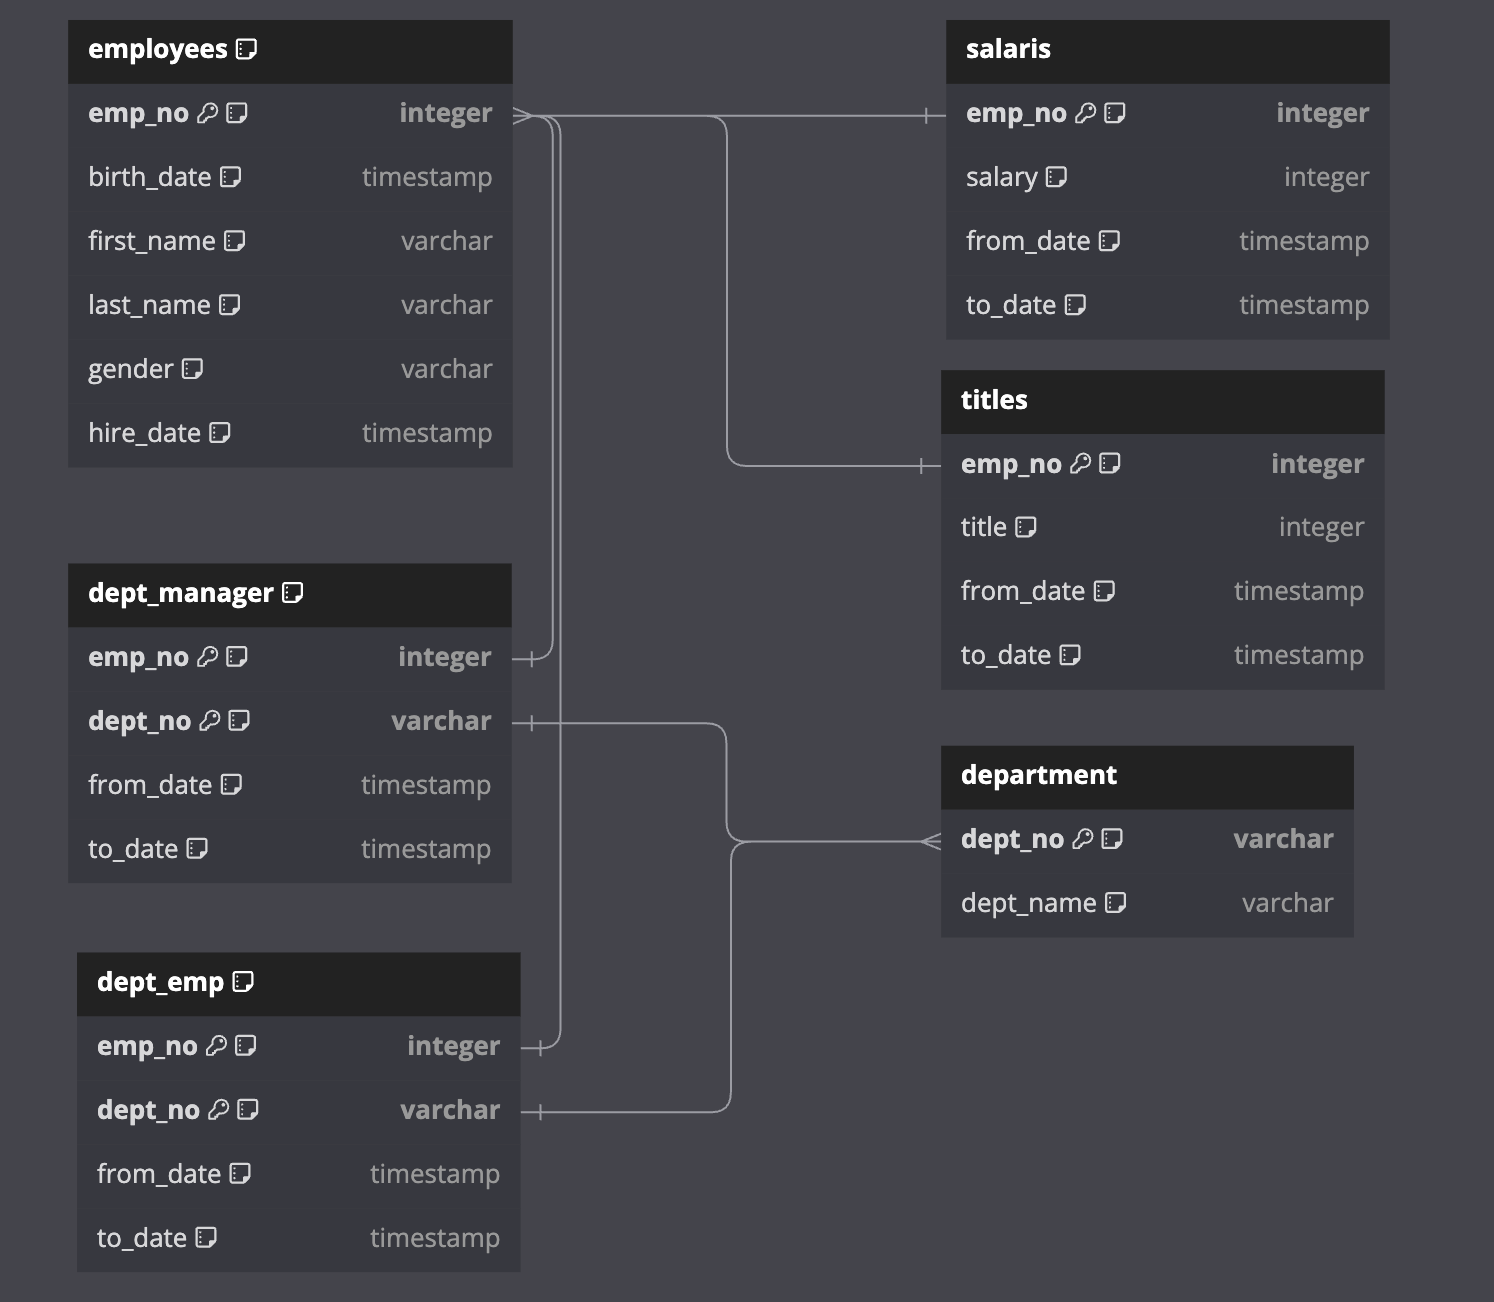 employees
emp_no integer
birth_date timestamp
first_name varchar
last_name varchar
gender varchar
hire_date timestamp
salaris
emp_no integer
salary integer
from_date timestamp
to_date timestamp
titles
emp_no integer
title integer
from_date timestamp
to_date timestamp
dept_manager
emp_no integer
dept_no varchar
from_date timestamp
to_date timestamp
department
dept_no varchar
dept_name varchar
dept_emp
emp_no integer
dept_no varchar
from_date timestamp
to_date timestamp